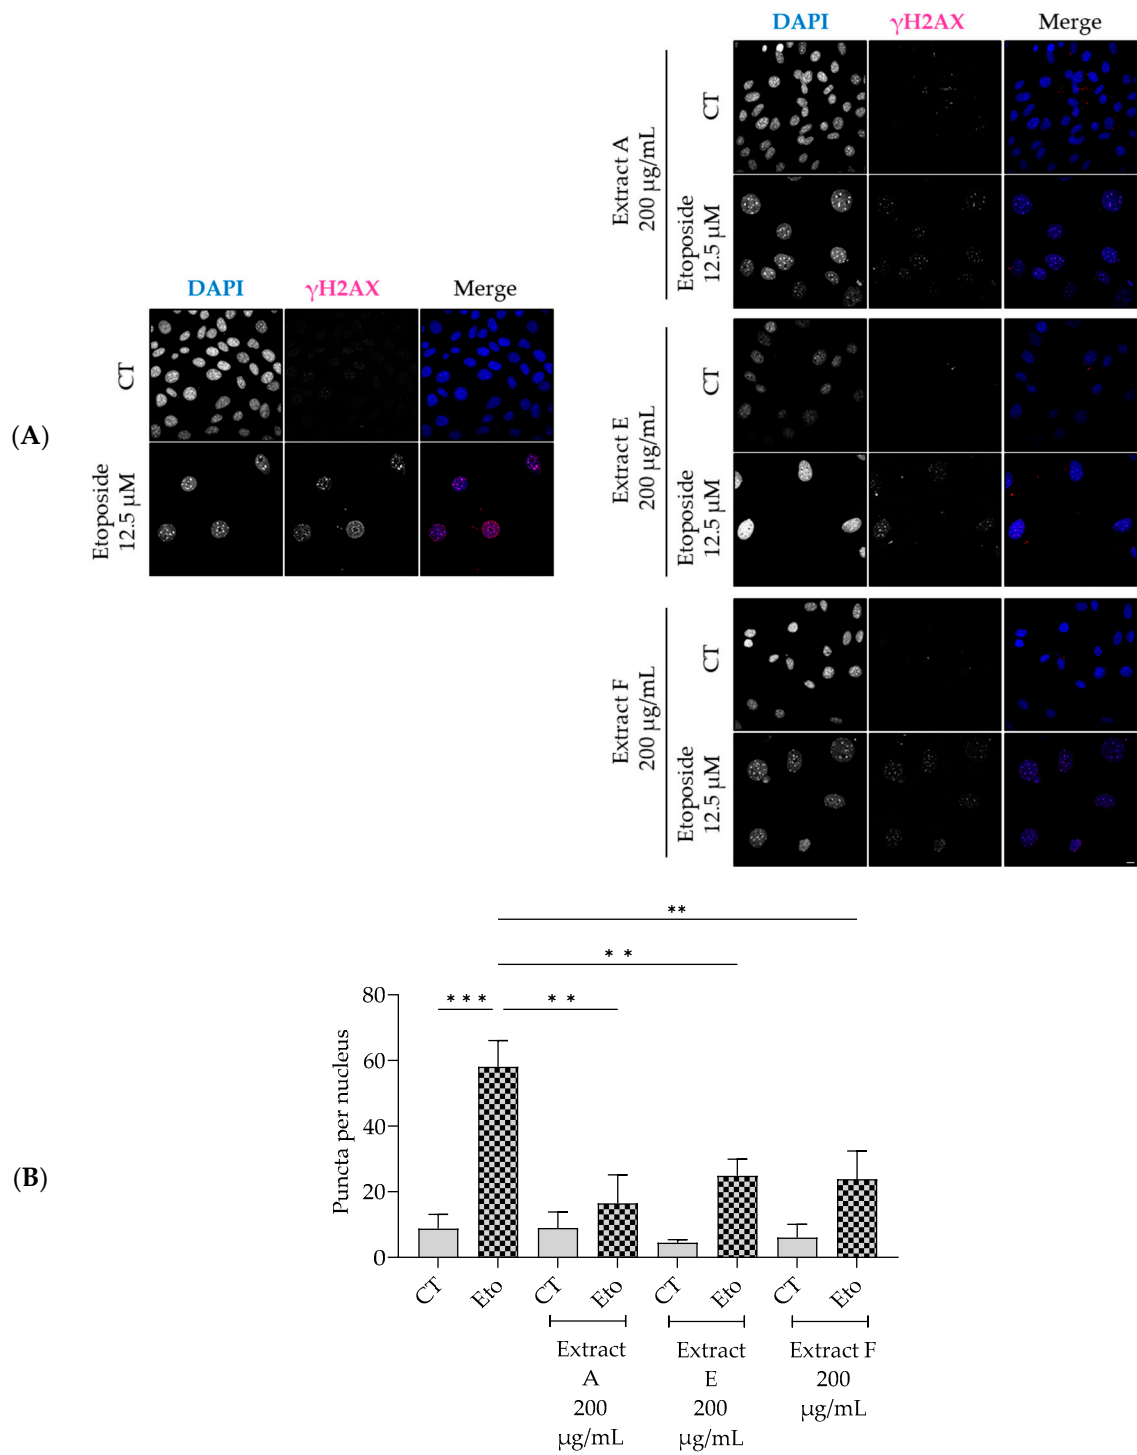 DAPI γH2AX Merge
CT
Extract A
200 µg/mL
Etoposide
12.5 µM
DAPI γH2AX Merge
CT
Etoposide
12.5 µM
(A)
CT
Extract E
200 µg/mL
Etoposide
12.5 µM
CT
Extract F
200 µg/mL
Etoposide
12.5 µM
**
* *
* * * * *
80
60
40
20
0
Puncta per nucleus
(B)
CT Eto CT Eto CT Eto CT Eto
Extract Extract Extract F
A E 200
200 200 µg/mL
µg/mL µg/mL